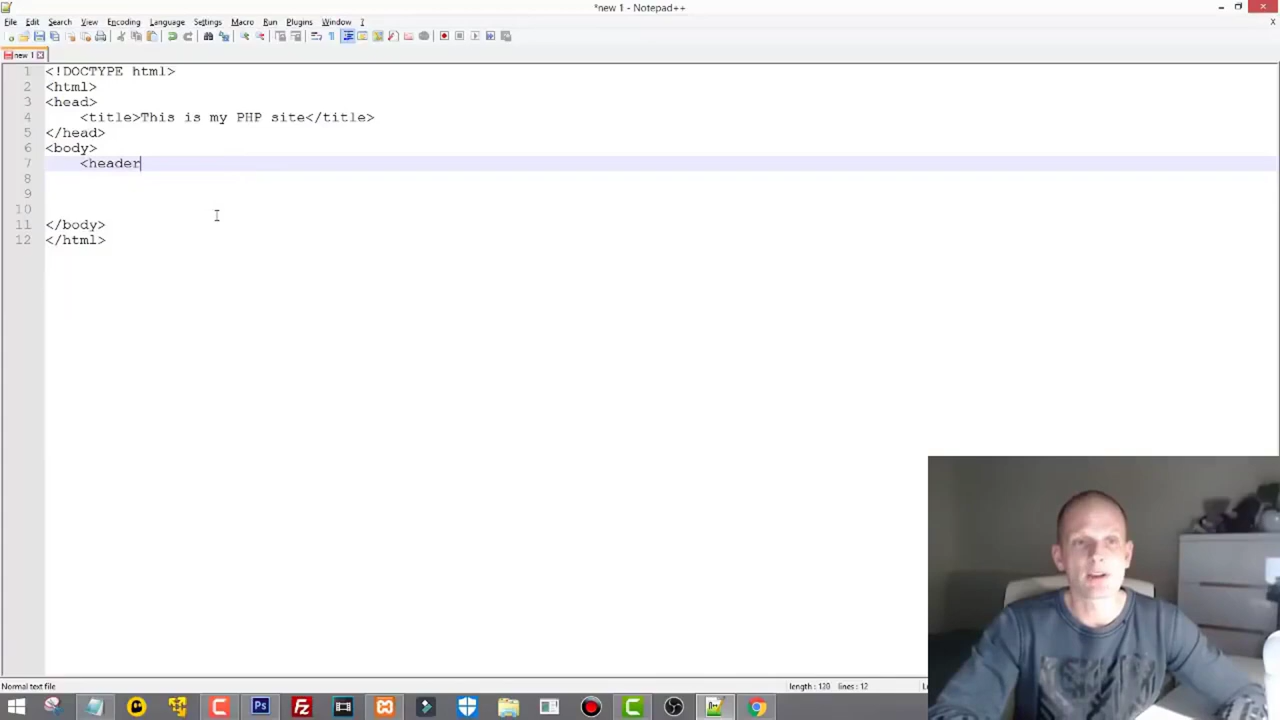 *new 1 - Notepad++
File Edit Search View Encoding Language Settings Macro Run Plugins Window ?
X
new 1
1 <!DOCTYPE html>
2 <html>
3 <head>
4 <title>This is my PHP site</title>
5 </head>
6 <body>
7 <header
8
9
10
11 </body>
12 </html>
Normal text file
length : 120 lines : 12